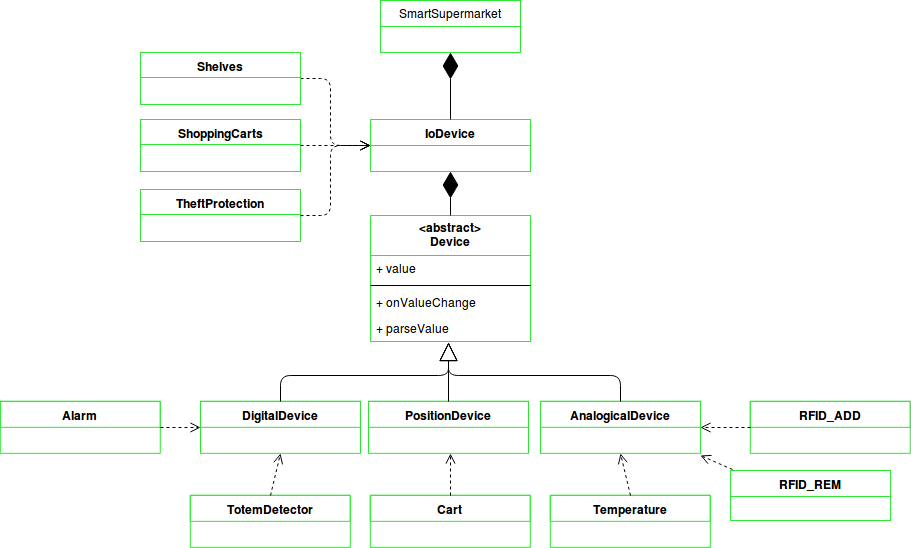 SmartSupermarket
Shelves
ShoppingCarts
IoDevice
TheftProtection
<abstract>
Device
+ value
+ onValueChange
+ parseValue
Alarm
DigitalDevice
PositionDevice
AnalogicalDevice
RFID_ADD
RFID_REM
TotemDetector
Cart
Temperature